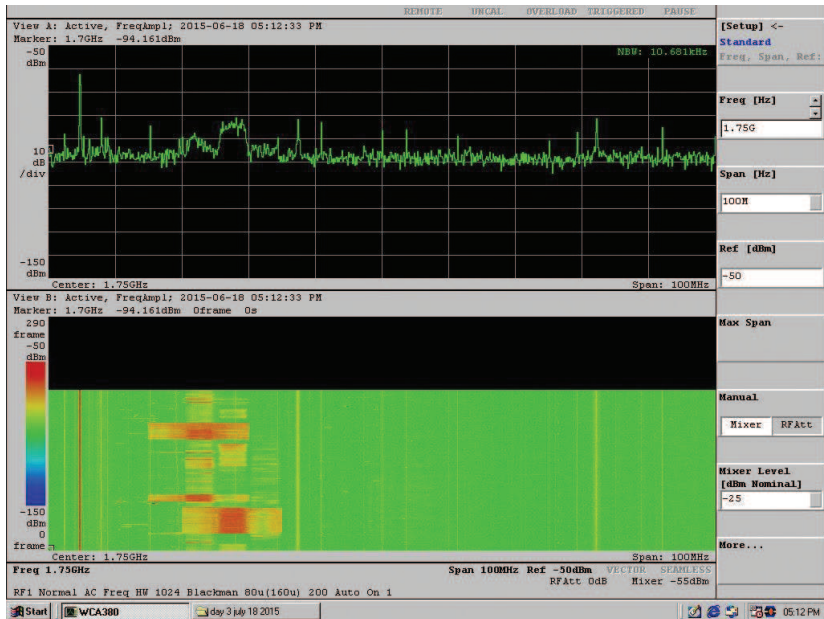 REMOTE UNCAL OVERLOAD TRIGGERED PAUSE
View A: Active, FreqAmpl; 2015-06-18 05:12:33 PM
Marker: 1.7GHz -94.161dBm
-50
dBm
NBW: 10.681kHz
10
dB
/div
-150
dBm
Center: 1.75GHz Span: 100MHz
View B: Active, FreqAmpl; 2015-06-18 05:12:33 PM
Marker: 1.7GHz -94.161dBm 0frame 0s
290
frame
-50
dBm
-150
dBm
0
frame
Center: 1.75GHz Span: 100MHz
Freq 1.75GHz Span 100MHz Ref -50dBm VECTOR SEAMLESS
RFAtt 0dB Mixer -55dBm
RF1 Normal AC Freq HW 1024 Blackman 80u(160u) 200 Auto On 1
[Setup] <-
Standard
Freq, Span, Ref:
Freq [Hz]
1.75G
Span [Hz]
100M
Ref [dBm]
-50
Max Span
Manual
Mixer RFAtt
Mixer Level
[dBm Nominal]
-25
More...
Start WCA380 day 3 july 18 2015 05:12 PM